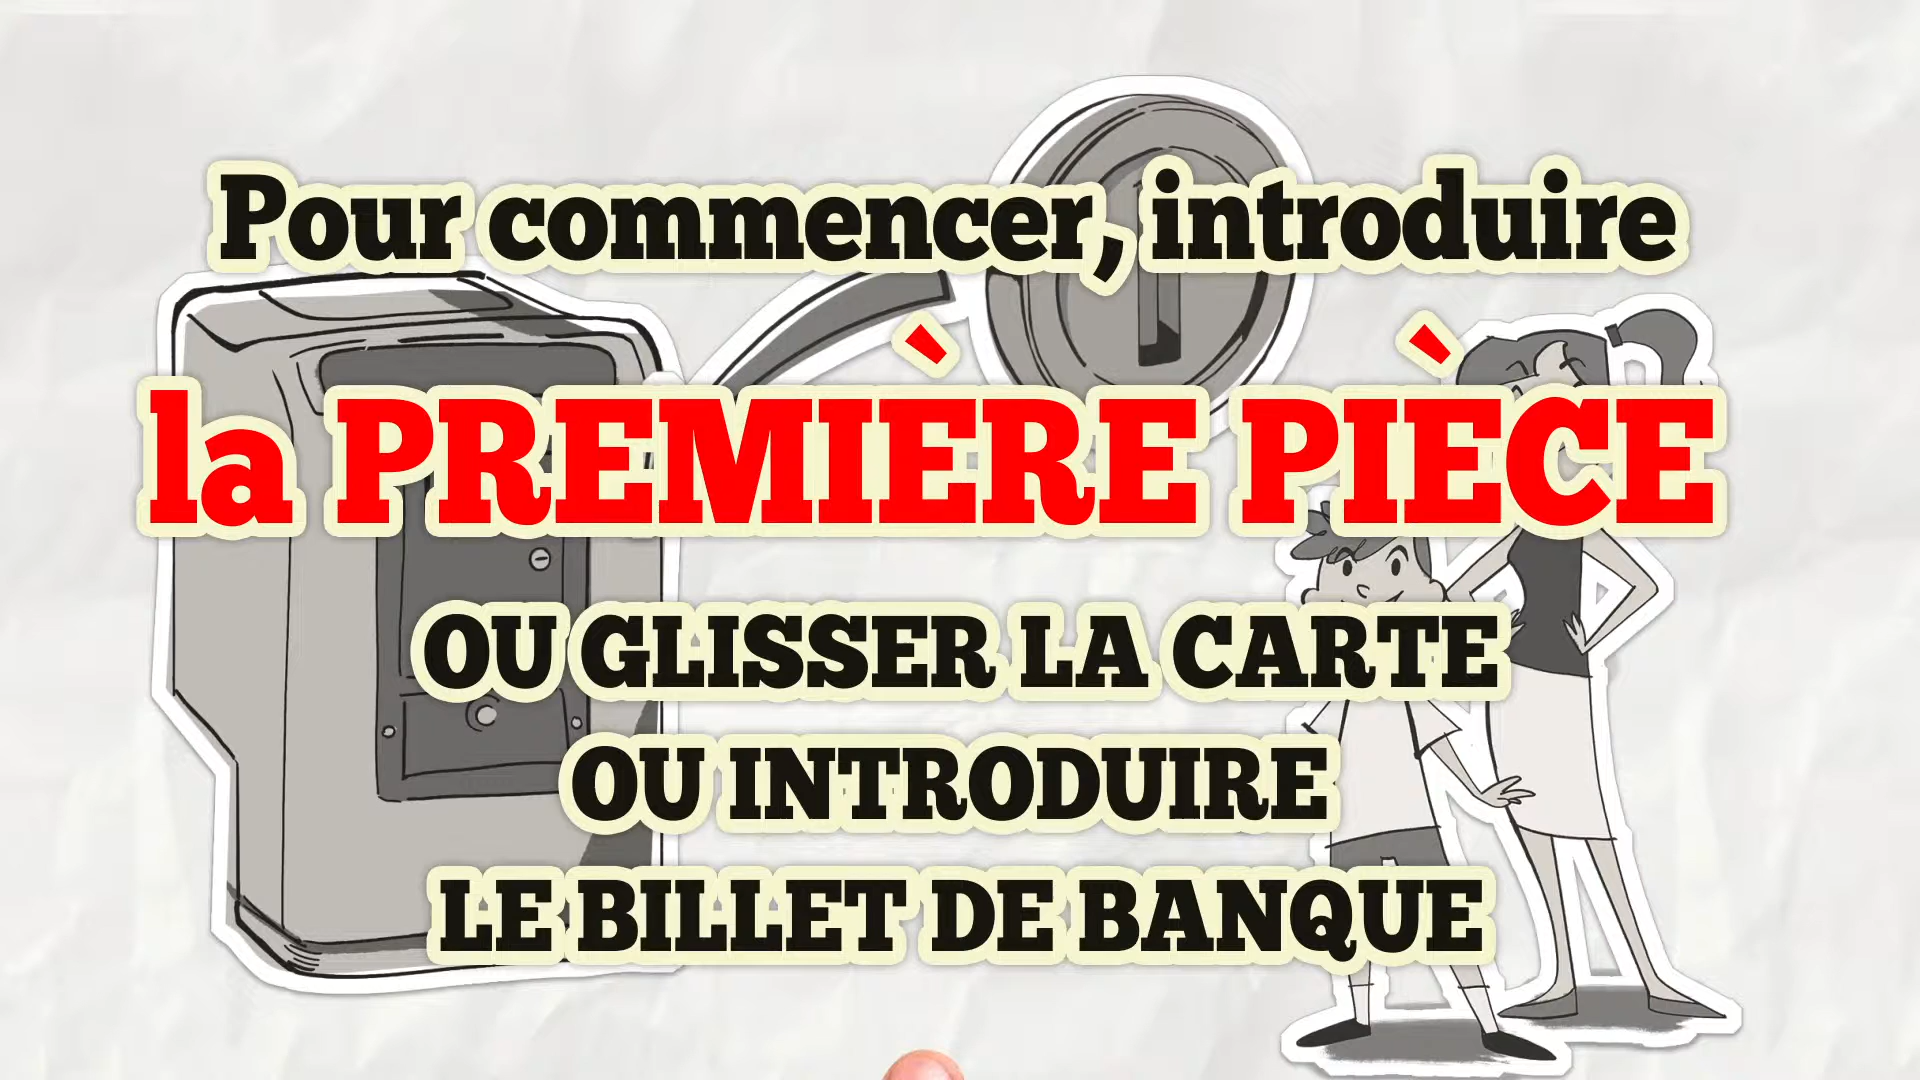 Pour commencer, introduire
la PREMIÈRE PIÈCE
OU GLISSER LA CARTE
OU INTRODUIRE
LE BILLET DE BANQUE